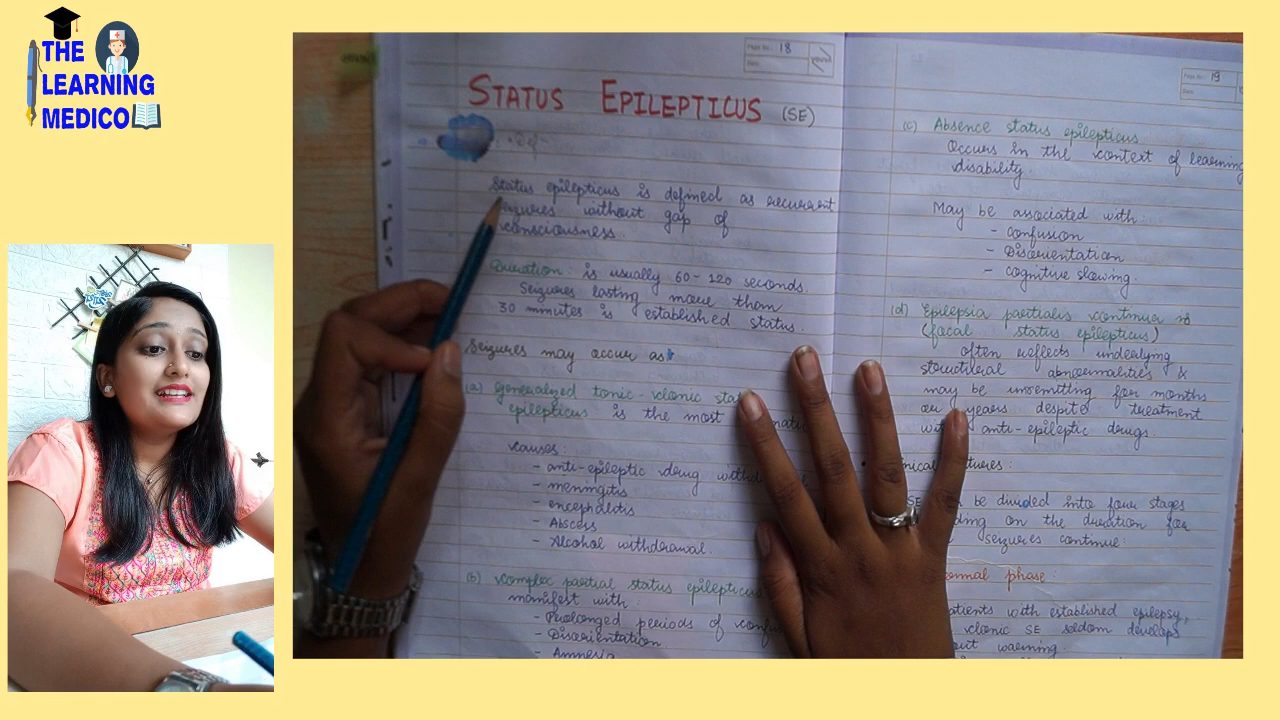 THE
LEARNING
MEDICO
Page No.: 18
Date:
STATUS EPILEPTICUS (SE)
• Def -
Status epilepticus is defined as recurrent
seizures without gap of
consciousness.
Duration: is usually 60-120 seconds.
Seizures lasting more than
30 minutes is established status.
Seizures may occur as
(a) Generalized tonic-clonic
epilepticus is the most
causes:
- anti-epileptic drug
- meningitis
- encephalitis
- Abscess
- Alcohol withdrawal.
(b) Complex partial status epilepticus
manifest with:
- Prolonged periods of
- Disorientation
- Amnesia
Page No.: 19
Date:
(c) Absence status epilepticus
Occurs in the context of learning
disability
May be associated with:
- confusion
- Disorientation
- cognitive slowing.
(d) Epilepsia partialis continua is
(focal status epilepticus)
often reflects underlying
structural abnormalities &
may be unremitting for months
or years despite treatment
with anti-epileptic drugs.
SE be divided into four stages
on the duration for
seizures continue:
phase:
patients with established epilepsy,
clonic SE seldom develops
warning.